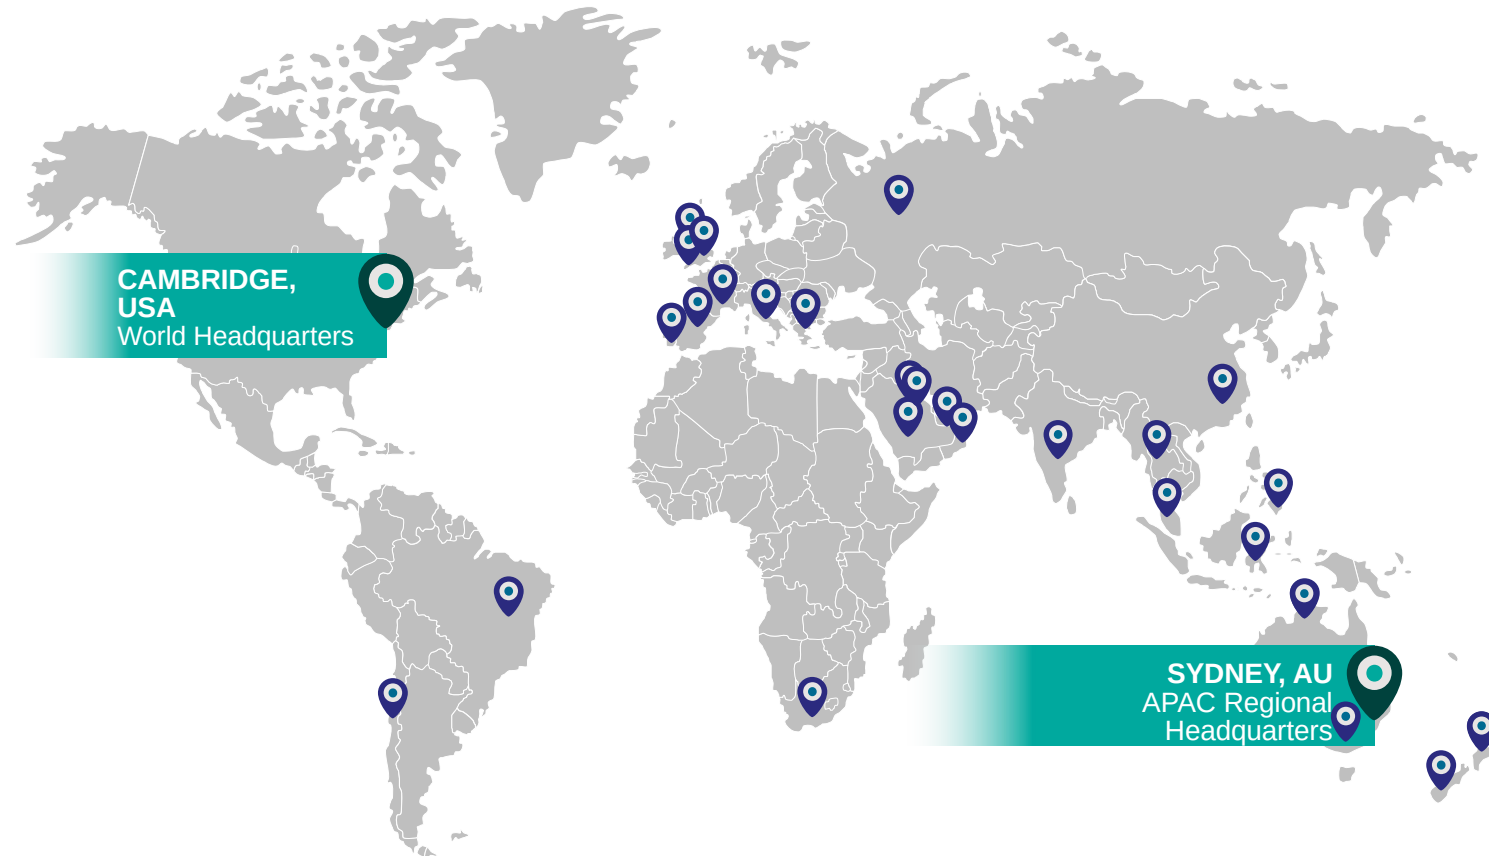 CAMBRIDGE,
USA
World Headquarters
SYDNEY, AU
APAC Regional
Headquarters